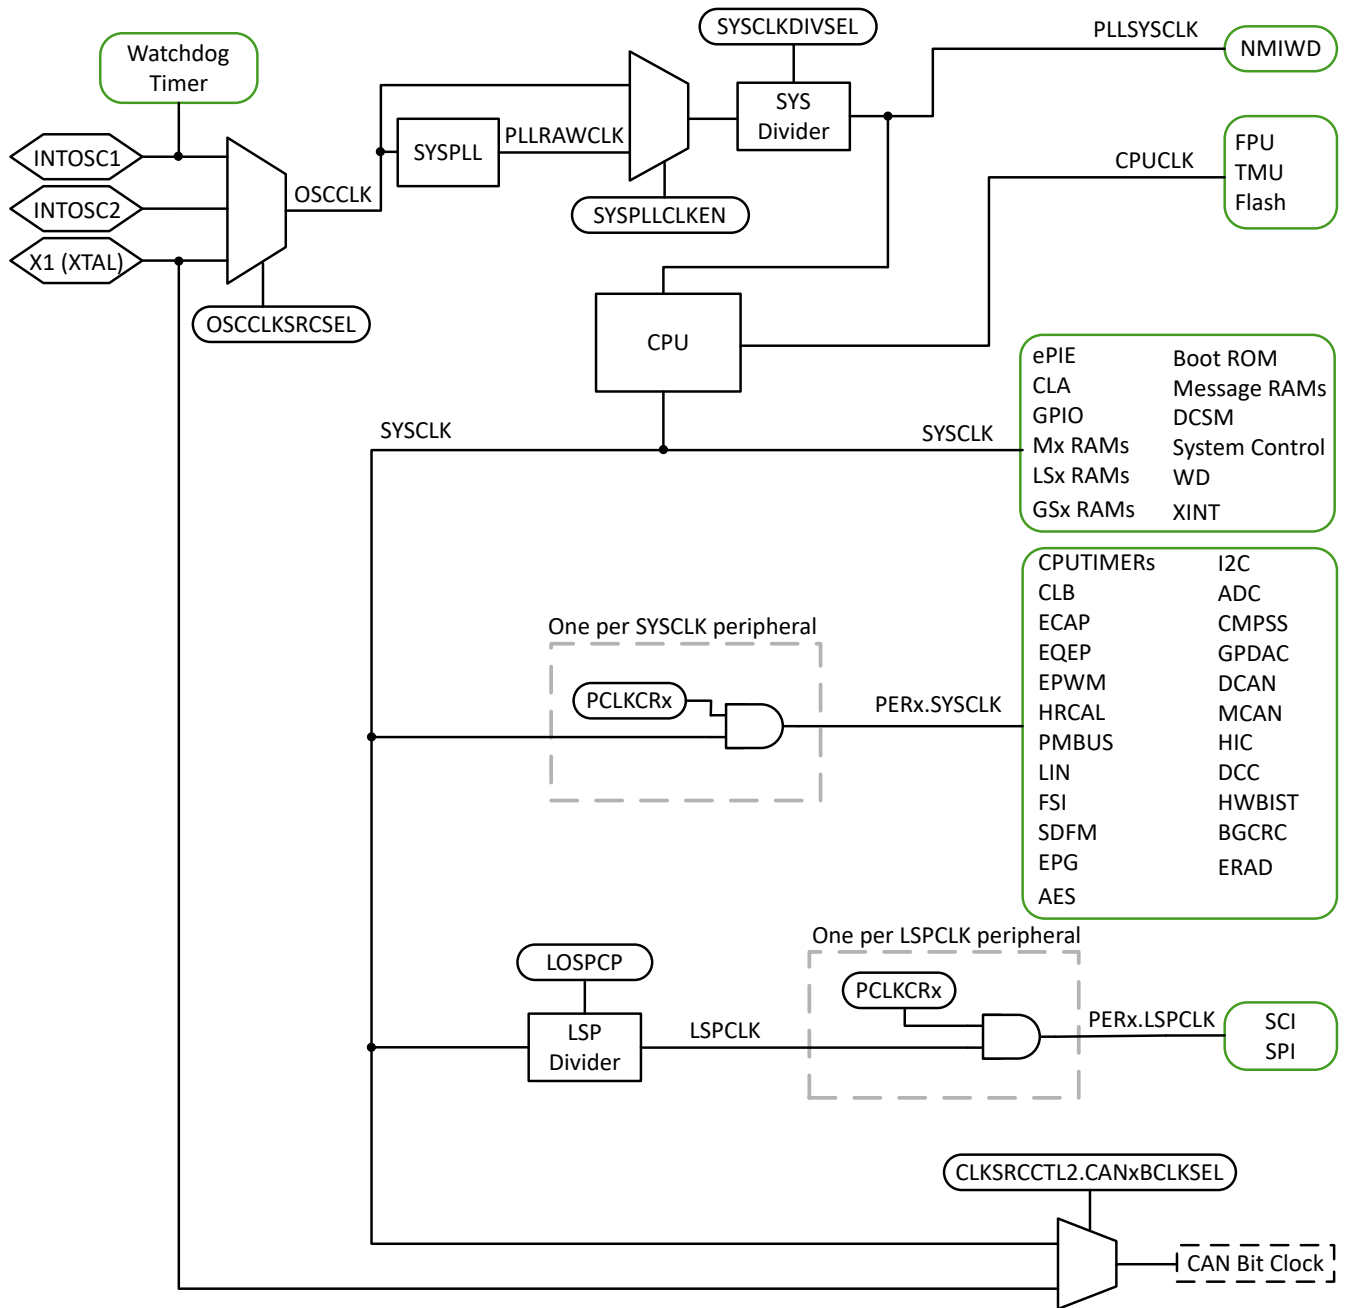 SYSCLKDIVSEL
PLLSYSCLK
NMIWD
Watchdog
Timer
SYS
Divider
INTOSC1
SYSPLL
PLLRAWCLK
CPUCLK
FPU
TMU
Flash
OSCCLK
INTOSC2
SYSPLLCLKEN
X1 (XTAL)
OSCCLKSRCSEL
CPU
ePIE
CLA
GPIO
Mx RAMs
LSx RAMs
GSx RAMs
Boot ROM
Message RAMs
DCSM
System Control
WD
XINT
SYSCLK
SYSCLK
CPUTIMERs
CLB
ECAP
EQEP
EPWM
HRCAL
PMBUS
LIN
FSI
SDFM
EPG
AES
I2C
ADC
CMPSS
GPDAC
DCAN
MCAN
HIC
DCC
HWBIST
BGCRC
ERAD
One per SYSCLK peripheral
PCLKCRx
PERx.SYSCLK
One per LSPCLK peripheral
LOSPCP
PCLKCRx
LSP
Divider
LSPCLK
PERx.LSPCLK
SCI
SPI
CLKSRCCTL2.CANxBCLKSEL
CAN Bit Clock